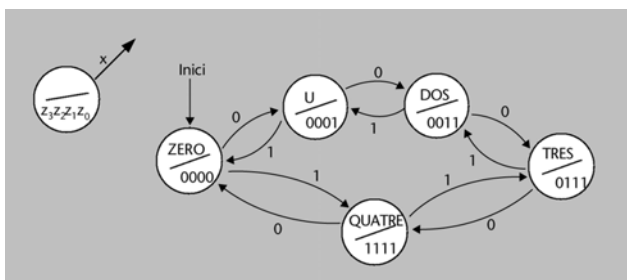 x
z₃z₂z₁z₀
Inici
ZERO
0000
0
1
U
0001
0
1
DOS
0011
0
1
TRES
0111
1
0
QUATRE
1111
1
0